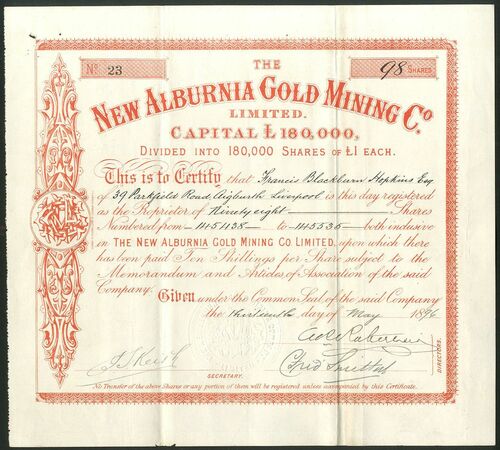 THE
No. 23
98 SHARES
NEW ALBURNIA GOLD MINING Co.
LIMITED.
CAPITAL £180,000,
DIVIDED INTO 180,000 SHARES OF £1 EACH.
This is to Certify that Francis Blackburn Hopkins Esq
of 39 Parkfield Road Aigburth Liverpool is this day registered
as the Proprietor of Ninety eight Shares
Numbered from to both inclusive
in THE NEW ALBURNIA GOLD MINING CO LIMITED, upon which there
has been paid Ten Shillings per Share subject to the
Memorandum and Articles of Association of the said
Company.
Given under the Common Seal of the said Company
the thirteenth day of May 1896
DIRECTORS.
SECRETARY.
No Transfer of the above Shares or any portion of them will be registered unless accompanied by this Certificate.